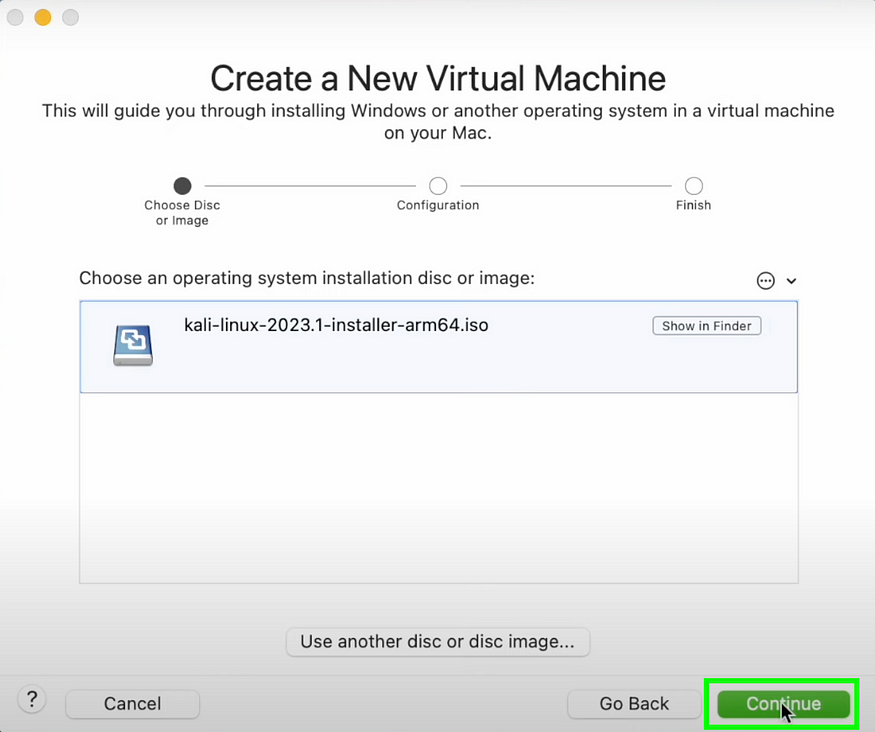 Create a New Virtual Machine
This will guide you through installing Windows or another operating system in a virtual machine
on your Mac.
Choose Disc
or Image
Configuration
Finish
Choose an operating system installation disc or image:
kali-linux-2023.1-installer-arm64.iso
Show in Finder
Use another disc or disc image...
?
Cancel
Go Back
Continue